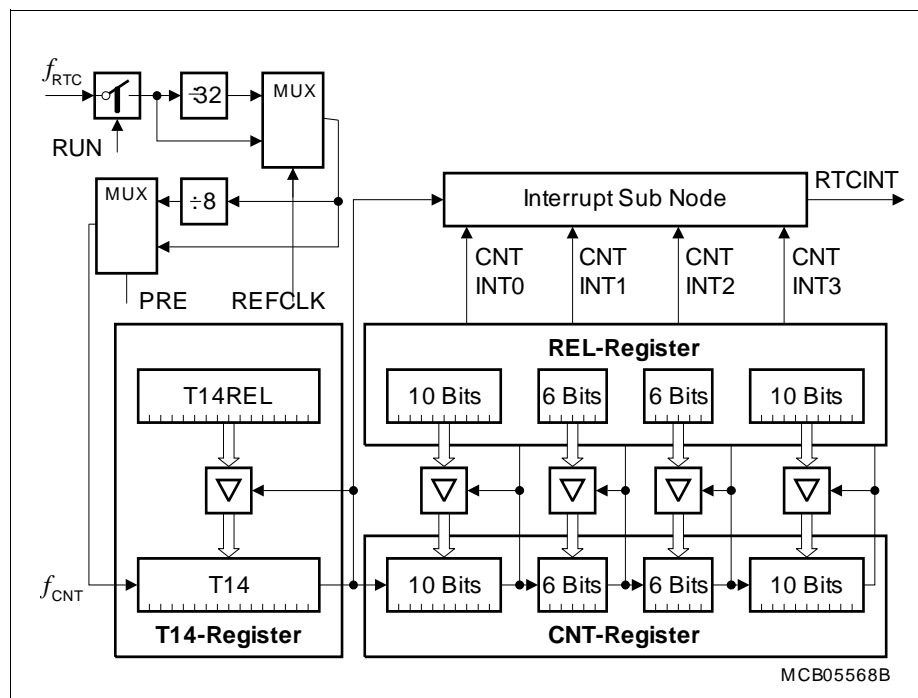 fRTC
÷32
MUX
RUN
MUX
÷8
Interrupt Sub Node
RTCINT
CNT INT0
CNT INT1
CNT INT2
CNT INT3
PRE
REFCLK
REL-Register
T14REL
10 Bits
6 Bits
6 Bits
10 Bits
fCNT
T14
10 Bits
6 Bits
6 Bits
10 Bits
T14-Register
CNT-Register
MCB05568B